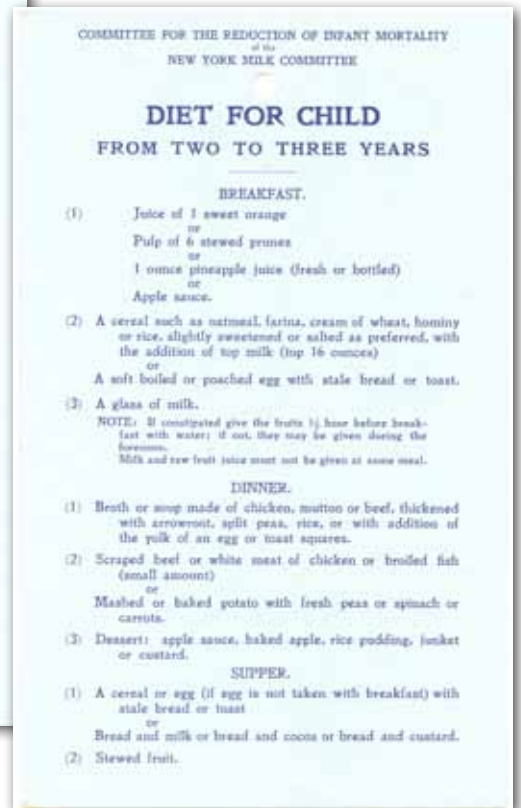 COMMITTEE FOR THE REDUCTION OF INFANT MORTALITY
of the
NEW YORK MILK COMMITTEE
DIET FOR CHILD
FROM TWO TO THREE YEARS
BREAKFAST.
(1) Juice of 1 sweet orange
or
Pulp of 6 stewed prunes
or
1 ounce pineapple juice (fresh or bottled)
or
Apple sauce.
(2) A cereal such as oatmeal, farina, cream of wheat, hominy
or rice, slightly sweetened or salted as preferred, with
the addition of top milk (top 16 ounces)
or
A soft boiled or poached egg with stale bread or toast.
(3) A glass of milk.
NOTE: If constipated give the fruits ½ hour before break-
fast with water; if not, they may be given during the
forenoon.
Milk and raw fruit juice must not be given at same meal.
DINNER.
(1) Broth or soup made of chicken, mutton or beef, thickened
with arrowroot, split peas, rice, or with addition of
the yolk of an egg or toast squares.
(2) Scraped beef or white meat of chicken or broiled fish
(small amount)
or
Mashed or baked potato with fresh peas or spinach or
carrots.
(3) Dessert: apple sauce, baked apple, rice pudding, junket
or custard.
SUPPER.
(1) A cereal or egg (if egg is not taken with breakfast) with
stale bread or toast
or
Bread and milk or bread and cocoa or bread and custard.
(2) Stewed fruit.